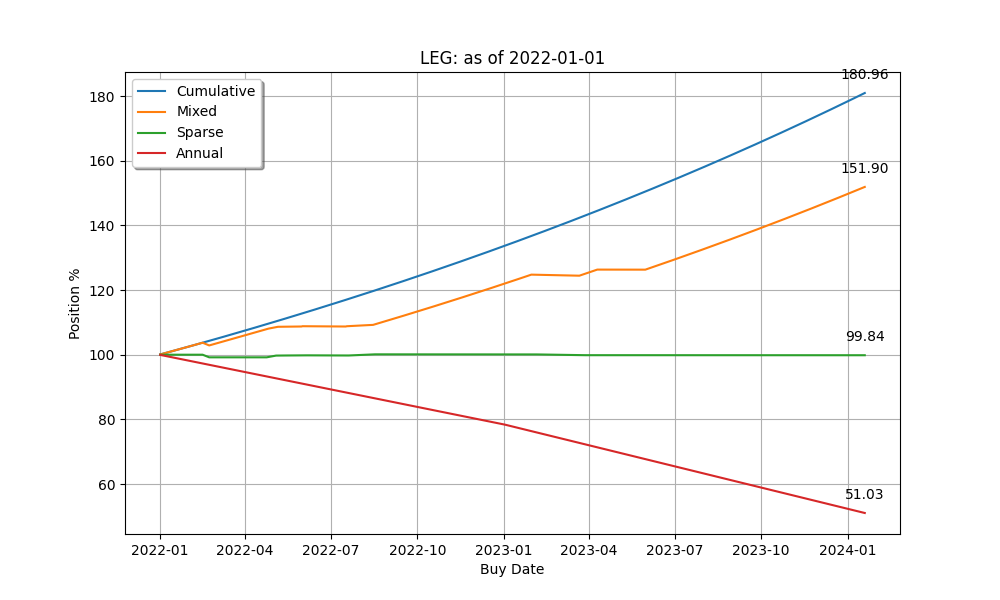 LEG: as of 2022-01-01
180.96
Cumulative
Mixed
Sparse
Annual
151.90
99.84
51.03
180
160
140
120
100
80
60
Position %
2022-01 2022-04 2022-07 2022-10 2023-01 2023-04 2023-07 2023-10 2024-01
Buy Date